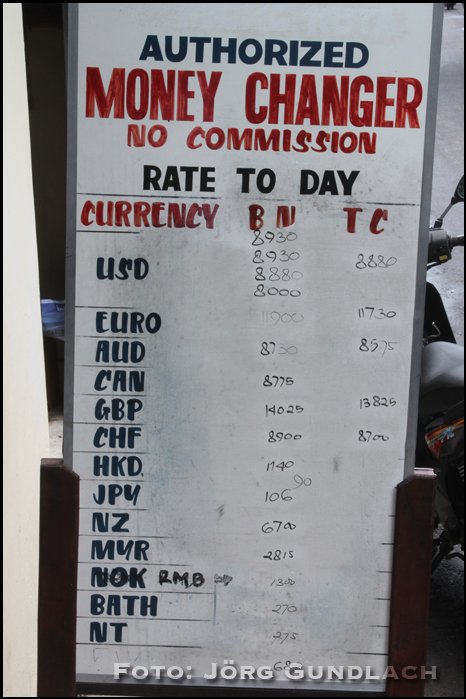 AUTHORIZED
MONEY CHANGER
NO COMMISSION
RATE TO DAY
CURRENCY BN TC
8930
USD 8930 8880
8880
8000
EURO 11900 11730
AUD 8730 8575
CAN 8775
GBP 14025 13825
CHF 8900 8700
HKD 1140
90
JPY 106
NZ 6700
MYR 2815
NOK RMB 1300
BATH 270
NT 275
685
Foto: Jörg Gundlach